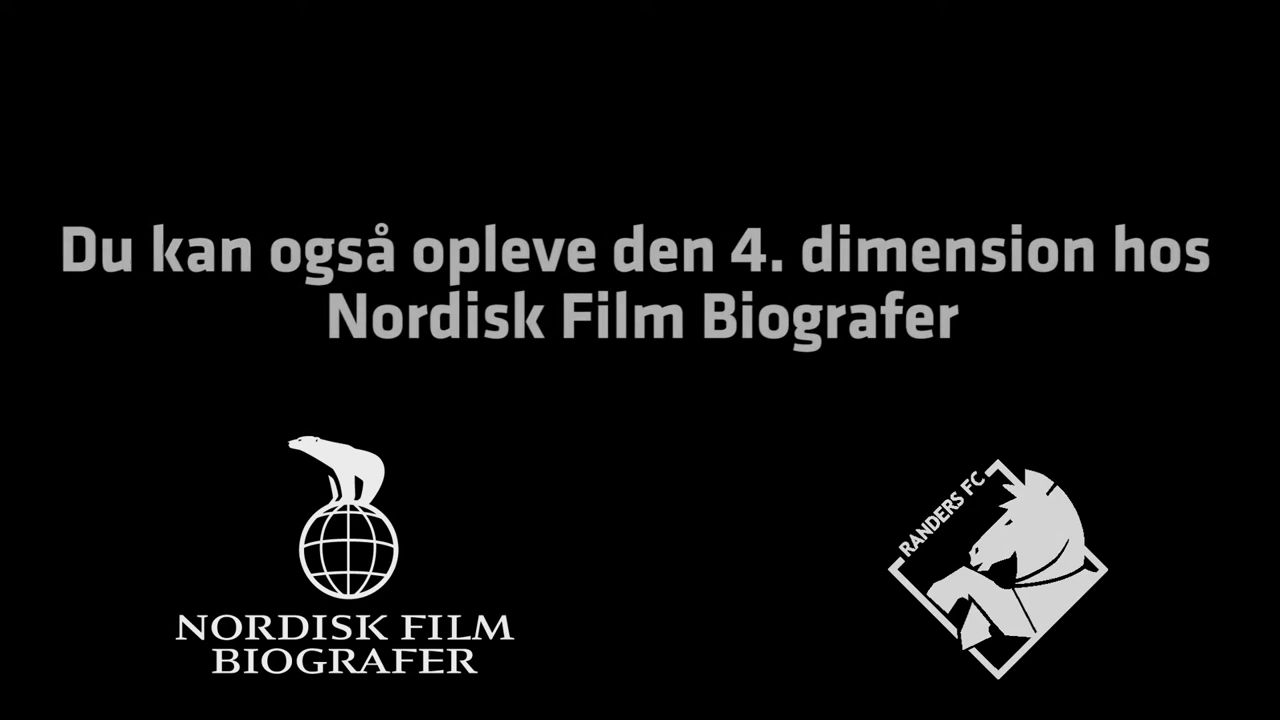 Du kan også opleve den 4. dimension hos
Nordisk Film Biografer
NORDISK FILM
BIOGRAFER
RANDERS FC